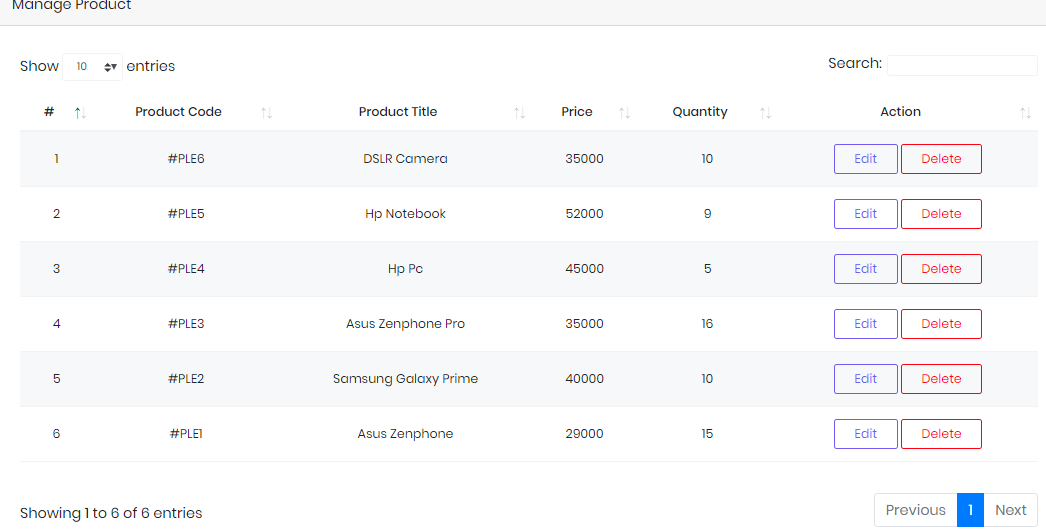 Manage Product
Show 10 entries Search:
# Product Code Product Title Price Quantity Action
1 #PLE6 DSLR Camera 35000 10 Edit Delete
2 #PLE5 Hp Notebook 52000 9 Edit Delete
3 #PLE4 Hp Pc 45000 5 Edit Delete
4 #PLE3 Asus Zenphone Pro 35000 16 Edit Delete
5 #PLE2 Samsung Galaxy Prime 40000 10 Edit Delete
6 #PLE1 Asus Zenphone 29000 15 Edit Delete
Showing 1 to 6 of 6 entries Previous 1 Next